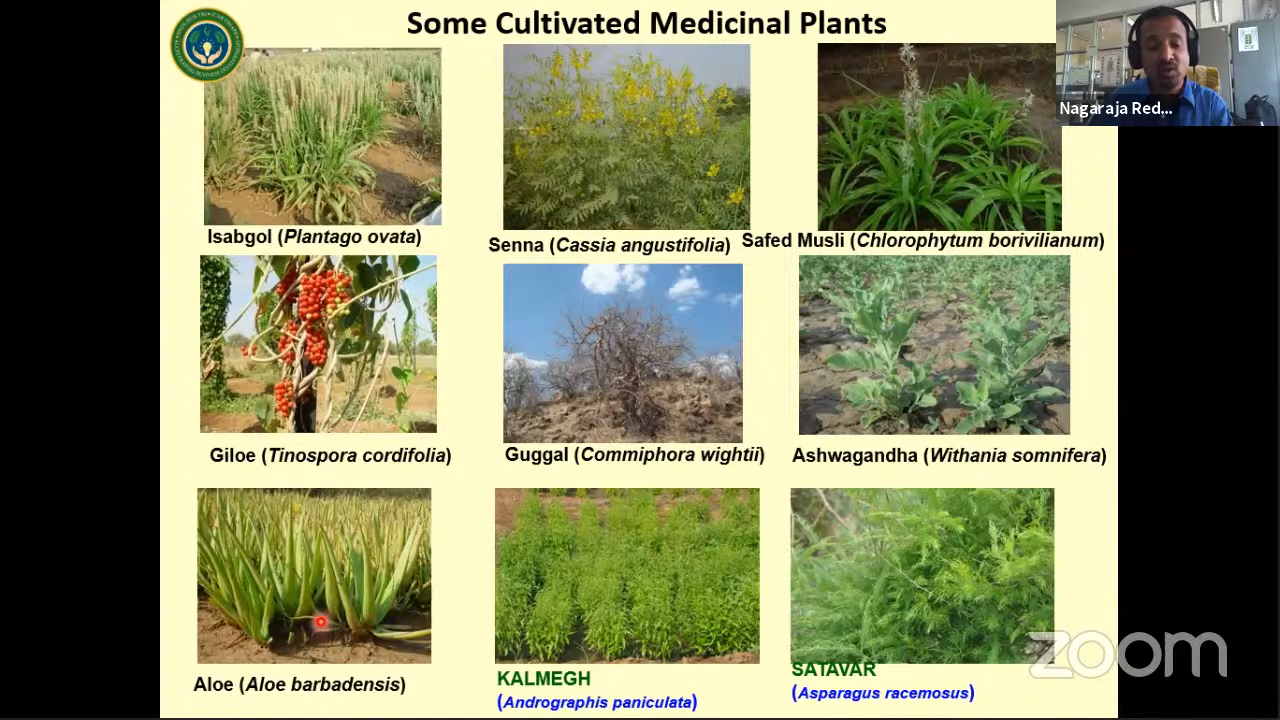 Some Cultivated Medicinal Plants
Nagaraja Red...
Isabgol (Plantago ovata)
Senna (Cassia angustifolia)
Safed Musli (Chlorophytum borivilianum)
Giloe (Tinospora cordifolia)
Guggal (Commiphora wightii)
Ashwagandha (Withania somnifera)
Aloe (Aloe barbadensis)
KALMEGH
(Andrographis paniculata)
SATAVAR
(Asparagus racemosus)
zoom